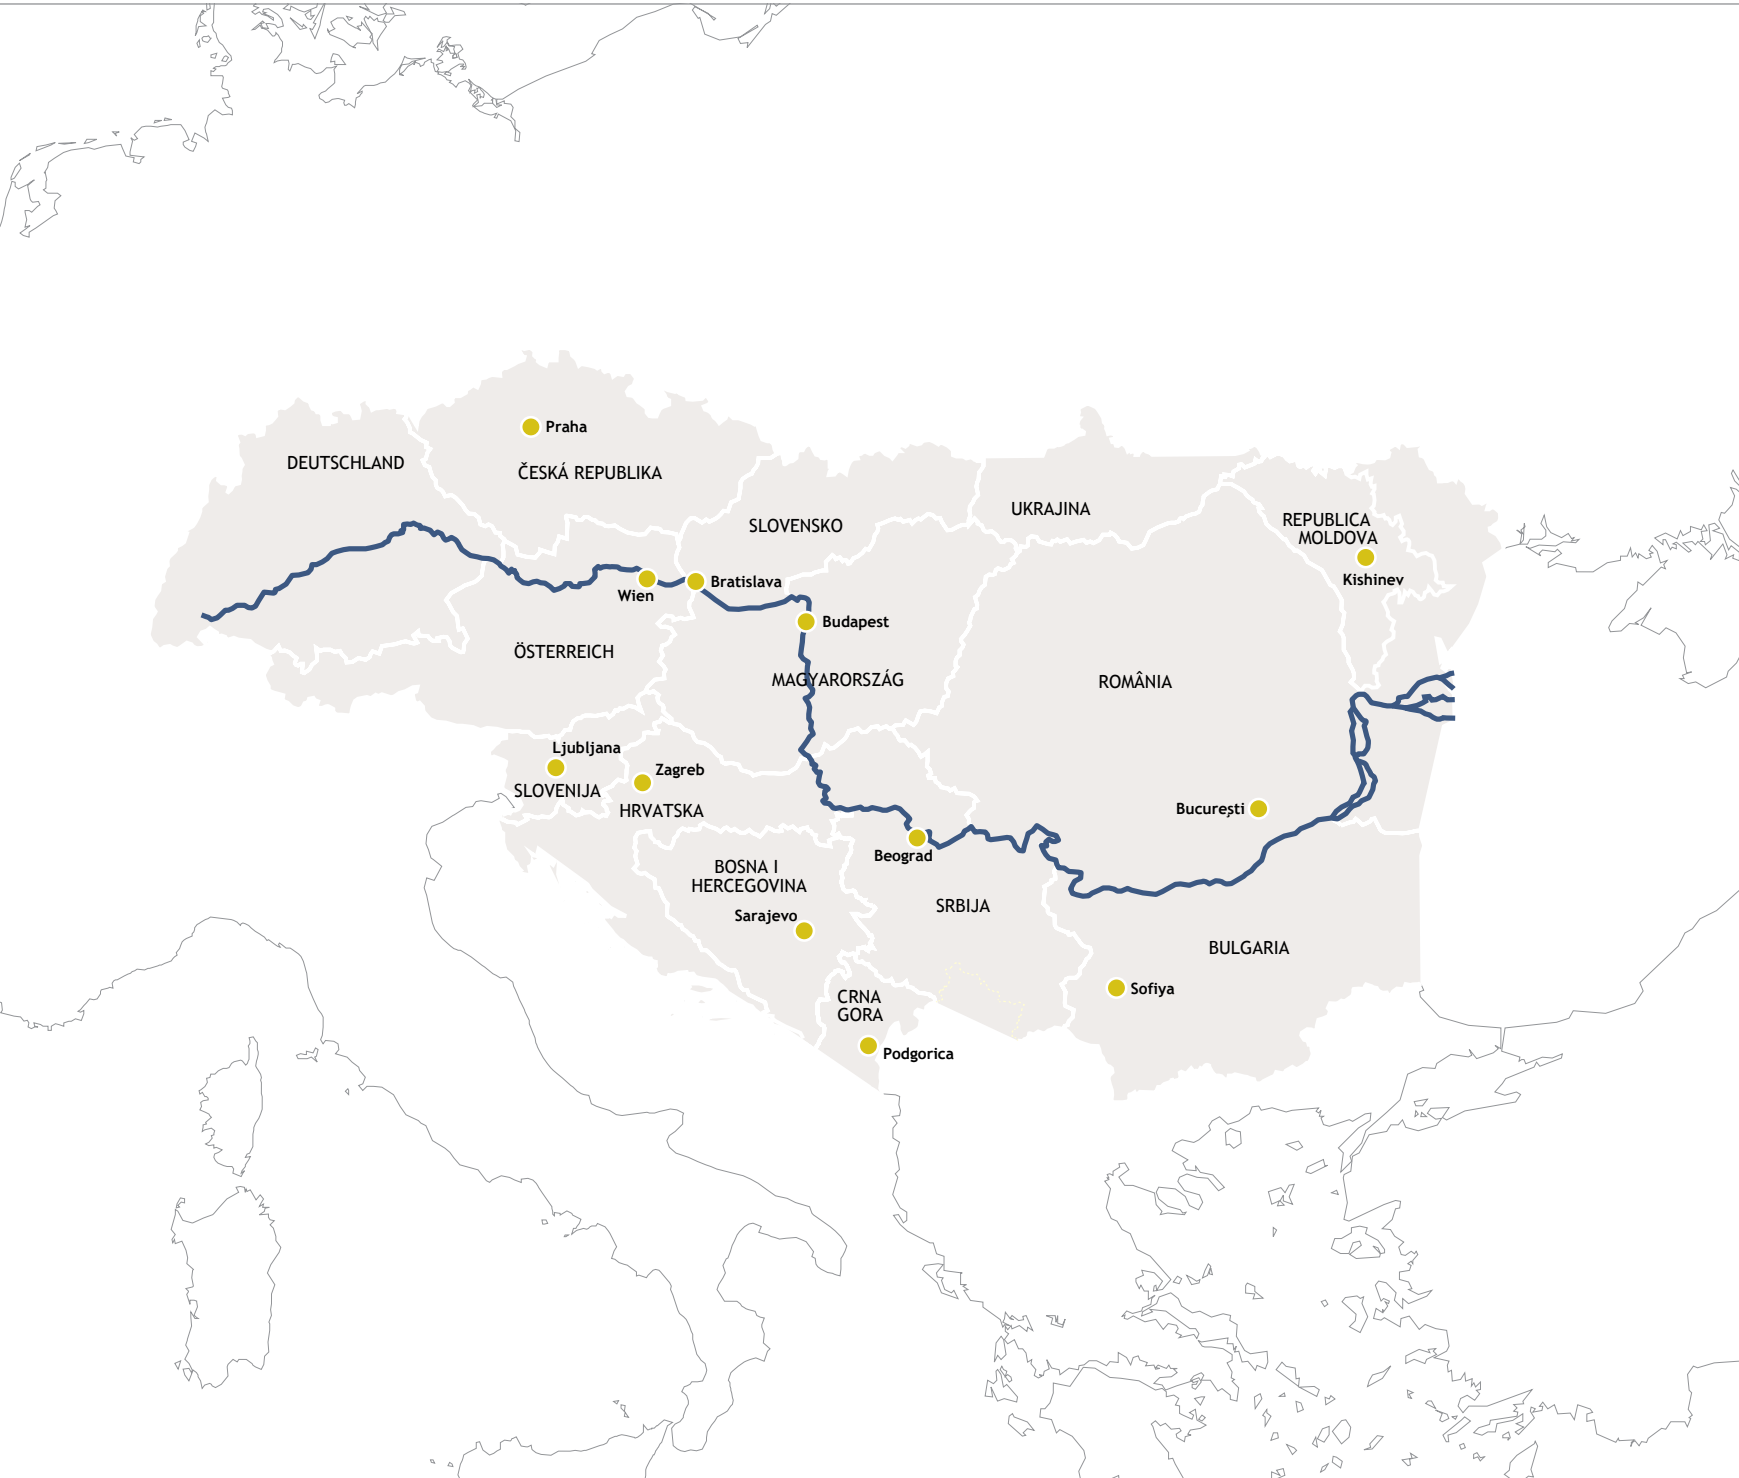 Praha
DEUTSCHLAND
ČESKÁ REPUBLIKA
UKRAJINA
SLOVENSKO
REPUBLICA
MOLDOVA
Kishinev
Bratislava
Wien
Budapest
ÖSTERREICH
MAGYARORSZÁG
ROMÂNIA
Ljubljana
Zagreb
SLOVENIJA
HRVATSKA
București
Beograd
BOSNA I
HERCEGOVINA
Sarajevo
SRBIJA
BULGARIA
Sofiya
CRNA
GORA
Podgorica